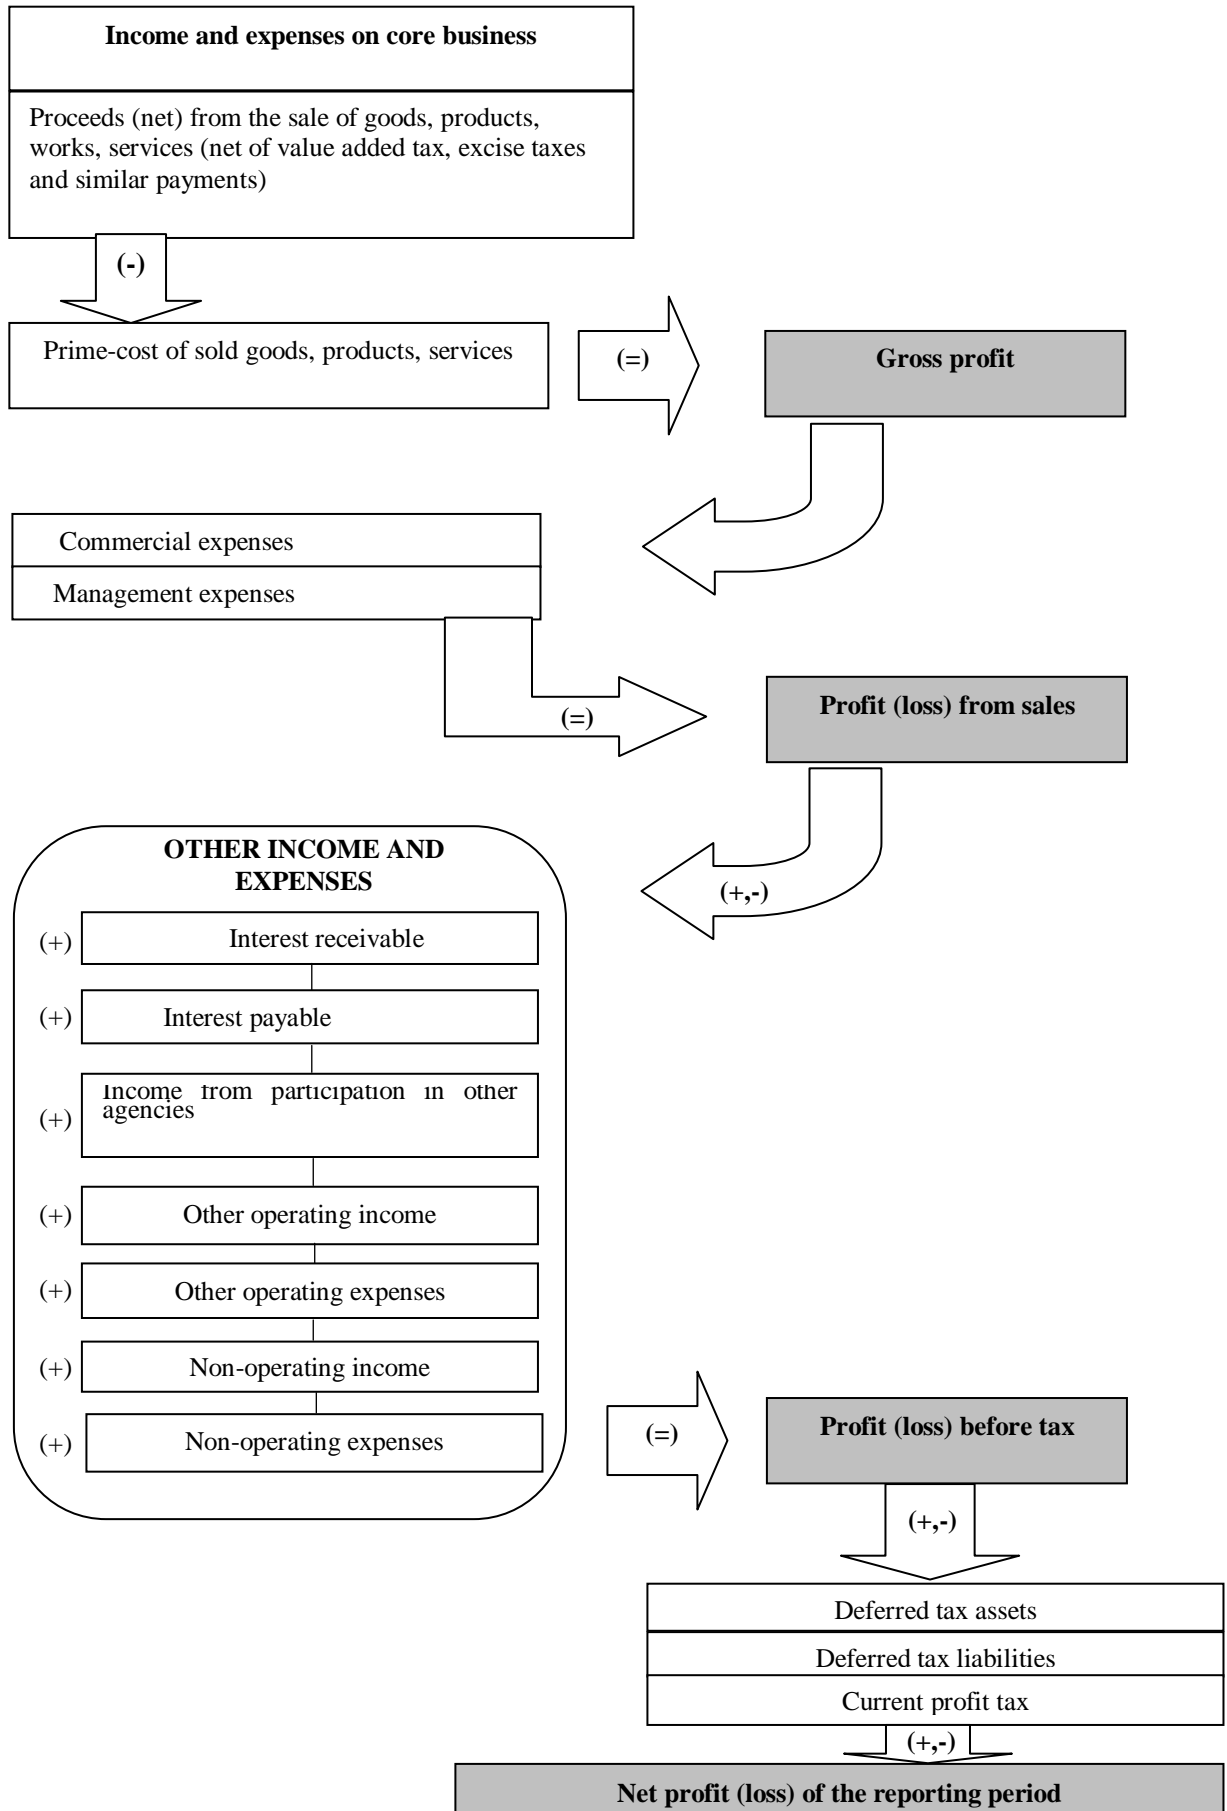 Income and expenses on core business
Proceeds (net) from the sale of goods, products,
works, services (net of value added tax, excise taxes
and similar payments)
(-)
Prime-cost of sold goods, products, services
(=)
Gross profit
Commercial expenses
Management expenses
(=)
Profit (loss) from sales
(+,-)
OTHER INCOME AND
EXPENSES
(+) Interest receivable
(+) Interest payable
(+) Income from participation in other
agencies
(+) Other operating income
(+) Other operating expenses
(+) Non-operating income
(+) Non-operating expenses
(=)
Profit (loss) before tax
(+,-)
Deferred tax assets
Deferred tax liabilities
Current profit tax
(+,-)
Net profit (loss) of the reporting period